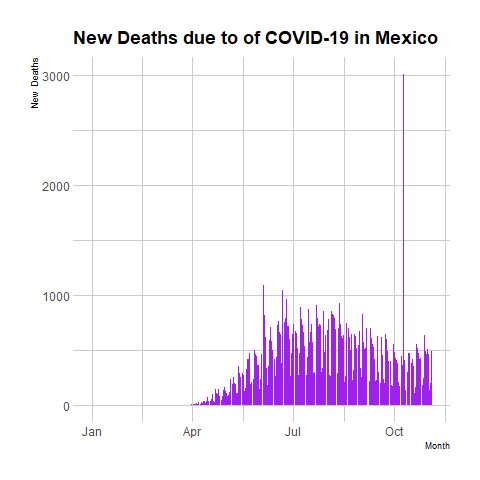 New Deaths due to of COVID-19 in Mexico
New Deaths
3000
2000
1000
0
Jan Apr Jul Oct
Month